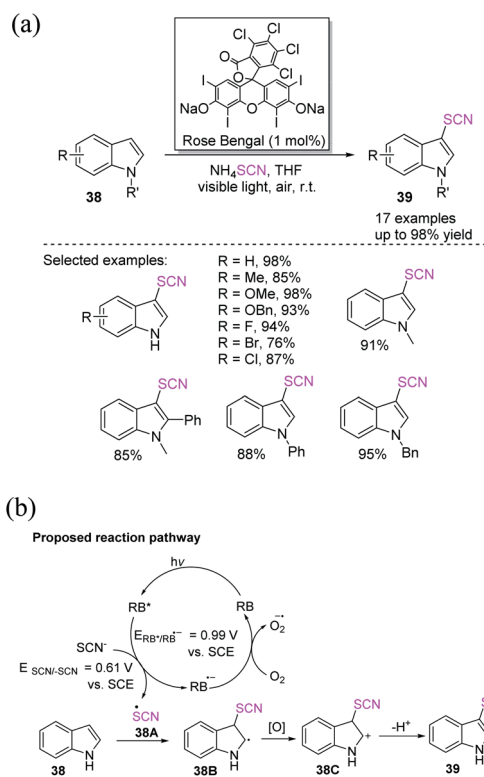 (a)
Cl
Cl
O
Cl
O
Cl
I
I
NaO
O
ONa
I
I
Rose Bengal (1 mol%)
R
N
R'
38
NH4SCN, THF
visible light, air, r.t.
SCN
R
N
R'
39
17 examples
up to 98% yield
Selected examples:
SCN
R
N
H
R = H, 98%
R = Me, 85%
R = OMe, 98%
R = OBn, 93%
R = F, 94%
R = Br, 76%
R = Cl, 87%
SCN
N
91%
SCN
Ph
N
85%
SCN
N
Ph
88%
SCN
N
Bn
95%
(b)
Proposed reaction pathway
hν
RB*
RB
O2−•
SCN-
E RB*/RB•− = 0.99 V
vs. SCE
E SCN/-SCN = 0.61 V
vs. SCE
RB•−
O2
•SCN
38A
SCN
SCN
N
H
38
N
H
38B
[O]
N
H
+
38C
-H+
N
H
39